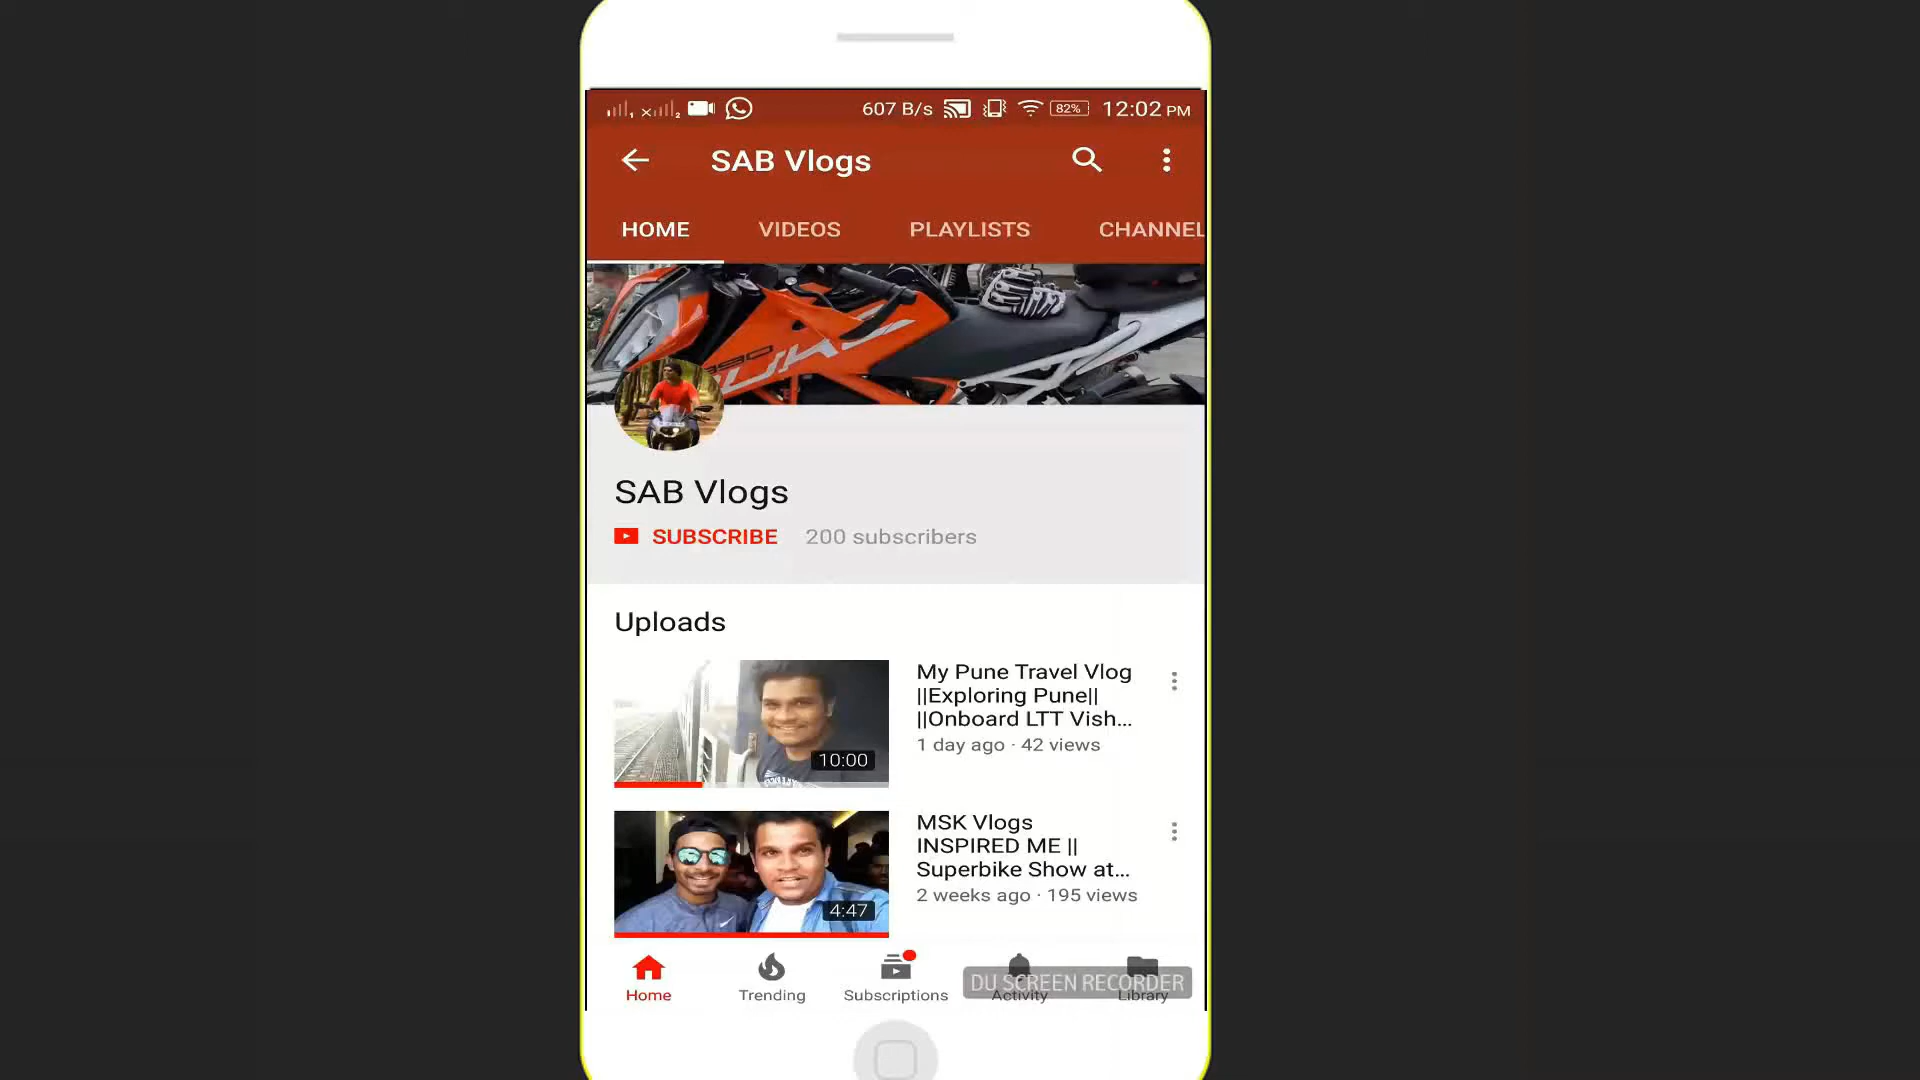 607 B/s 82% 12:02 PM
SAB Vlogs
HOME VIDEOS PLAYLISTS CHANNEL
390
DUKE
SAB Vlogs
SUBSCRIBE 200 subscribers
Uploads
My Pune Travel Vlog
||Exploring Pune||
||Onboard LTT Vish...
1 day ago · 42 views
10:00
MSK Vlogs
INSPIRED ME ||
Superbike Show at...
2 weeks ago · 195 views
4:47
DU SCREEN RECORDER
Home Trending Subscriptions Activity Library